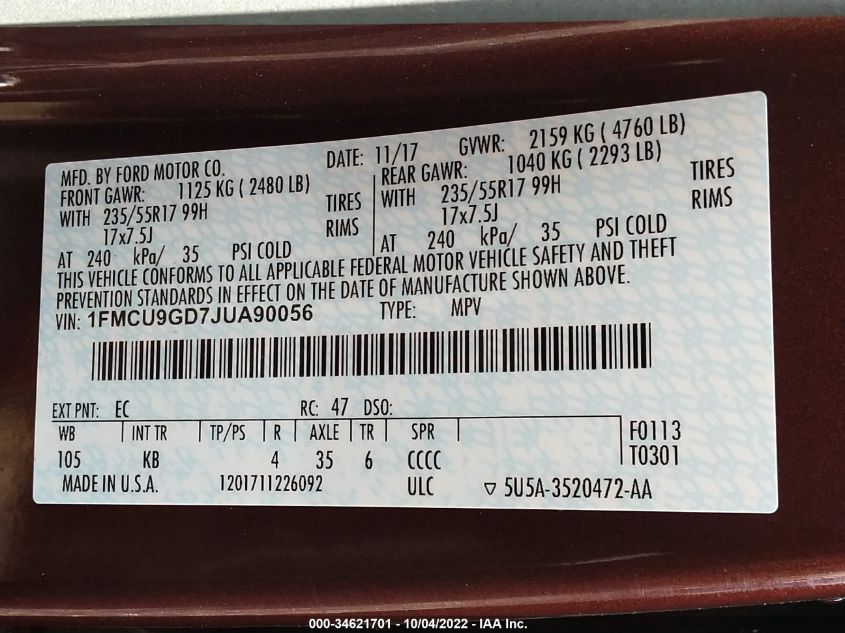 MFD. BY FORD MOTOR CO. DATE: 11/17 GVWR: 2159 KG ( 4760 LB)
FRONT GAWR: 1125 KG ( 2480 LB) REAR GAWR: 1040 KG ( 2293 LB)
WITH 235/55R17 99H TIRES WITH 235/55R17 99H TIRES
17x7.5J RIMS 17x7.5J RIMS
AT 240 kPa/ 35 PSI COLD AT 240 kPa/ 35 PSI COLD
THIS VEHICLE CONFORMS TO ALL APPLICABLE FEDERAL MOTOR VEHICLE SAFETY AND THEFT
PREVENTION STANDARDS IN EFFECT ON THE DATE OF MANUFACTURE SHOWN ABOVE.
VIN: 1FMCU9GD7JUA90056 TYPE: MPV
EXT PNT: EC RC: 47 DSO:
WB INT TR TP/PS R AXLE TR SPR F0113
105 KB 4 35 6 CCCC T0301
MADE IN U.S.A. 1201711226092 ULC ▽ 5U5A-3520472-AA
000-34621701 - 10/04/2022 - IAA Inc.